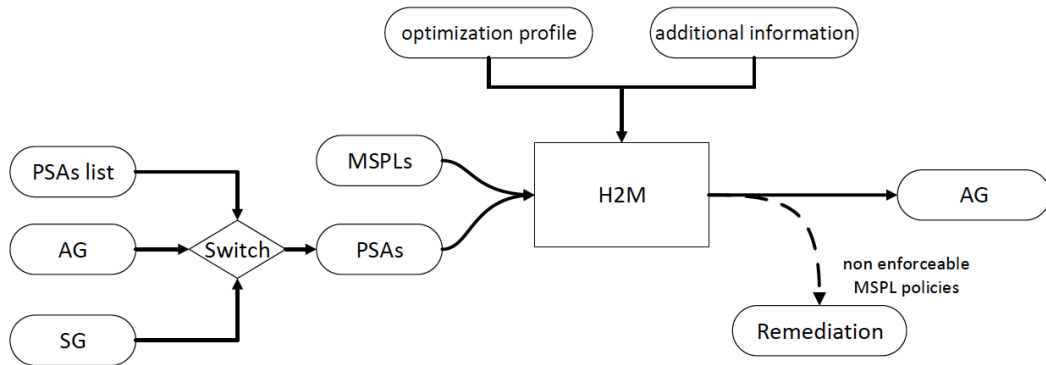 optimization profile
additional information
PSAs list
MSPLs
H2M
AG
AG
Switch
PSAs
non enforceable
MSPL policies
SG
Remediation